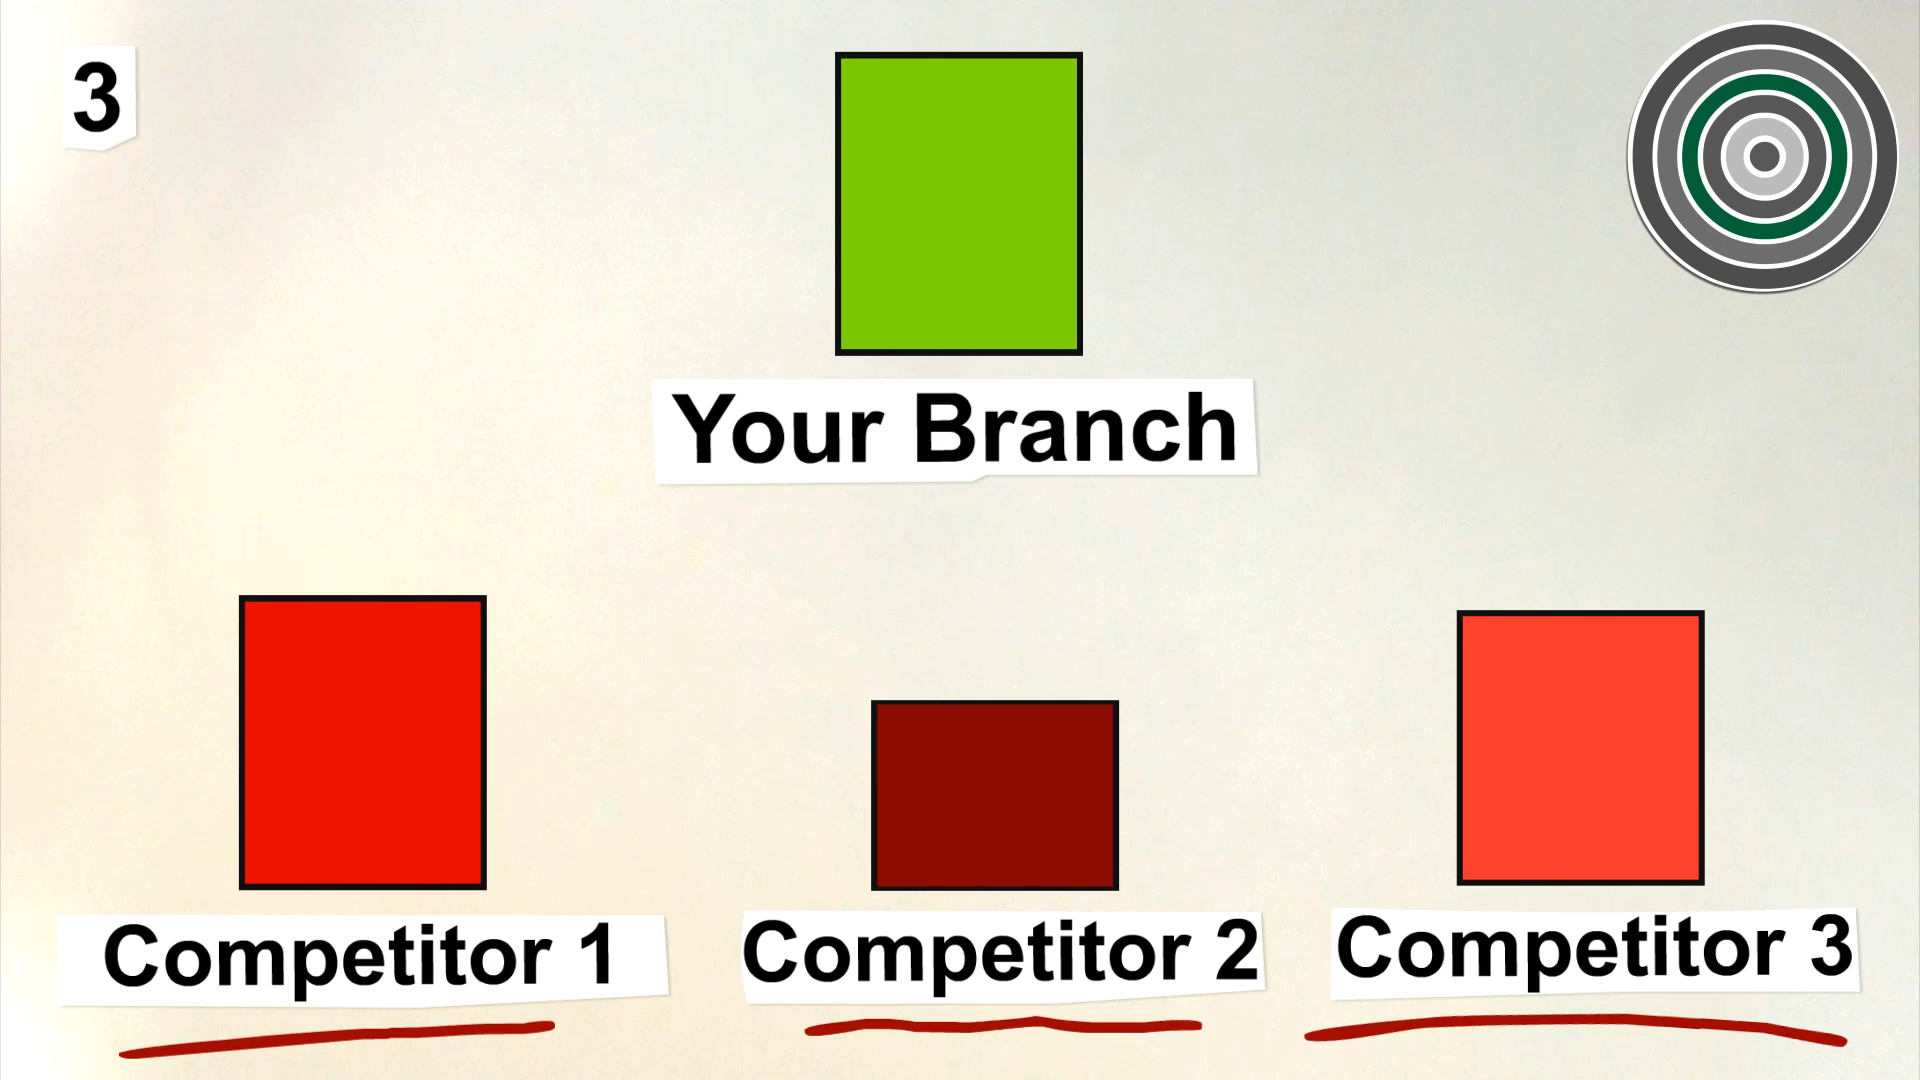 3
Your Branch
Competitor 1
Competitor 2
Competitor 3